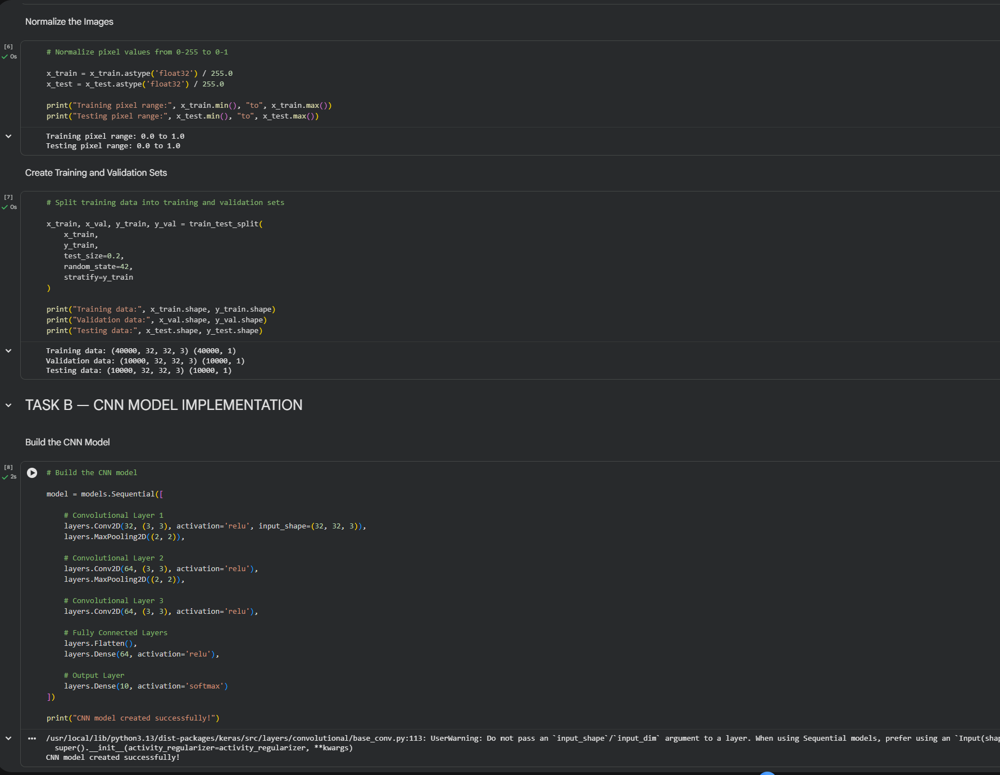 Normalize the Images
[6]
0s
# Normalize pixel values from 0-255 to 0-1
x_train = x_train.astype('float32') / 255.0
x_test = x_test.astype('float32') / 255.0
print("Training pixel range:", x_train.min(), "to", x_train.max())
print("Testing pixel range:", x_test.min(), "to", x_test.max())
Training pixel range: 0.0 to 1.0
Testing pixel range: 0.0 to 1.0
Create Training and Validation Sets
[7]
0s
# Split training data into training and validation sets
x_train, x_val, y_train, y_val = train_test_split(
x_train,
y_train,
test_size=0.2,
random_state=42,
stratify=y_train
)
print("Training data:", x_train.shape, y_train.shape)
print("Validation data:", x_val.shape, y_val.shape)
print("Testing data:", x_test.shape, y_test.shape)
Training data: (40000, 32, 32, 3) (40000, 1)
Validation data: (10000, 32, 32, 3) (10000, 1)
Testing data: (10000, 32, 32, 3) (10000, 1)
TASK B — CNN MODEL IMPLEMENTATION
Build the CNN Model
[8]
2s
# Build the CNN model
model = models.Sequential([
# Convolutional Layer 1
layers.Conv2D(32, (3, 3), activation='relu', input_shape=(32, 32, 3)),
layers.MaxPooling2D((2, 2)),
# Convolutional Layer 2
layers.Conv2D(64, (3, 3), activation='relu'),
layers.MaxPooling2D((2, 2)),
# Convolutional Layer 3
layers.Conv2D(64, (3, 3), activation='relu'),
# Fully Connected Layers
layers.Flatten(),
layers.Dense(64, activation='relu'),
# Output Layer
layers.Dense(10, activation='softmax')
])
print("CNN model created successfully!")
/usr/local/lib/python3.13/dist-packages/keras/src/layers/convolutional/base_conv.py:113: UserWarning: Do not pass an `input_shape`/`input_dim` argument to a layer. When using Sequential models, prefer using an `Input(shap
super().__init__(activity_regularizer=activity_regularizer, **kwargs)
CNN model created successfully!